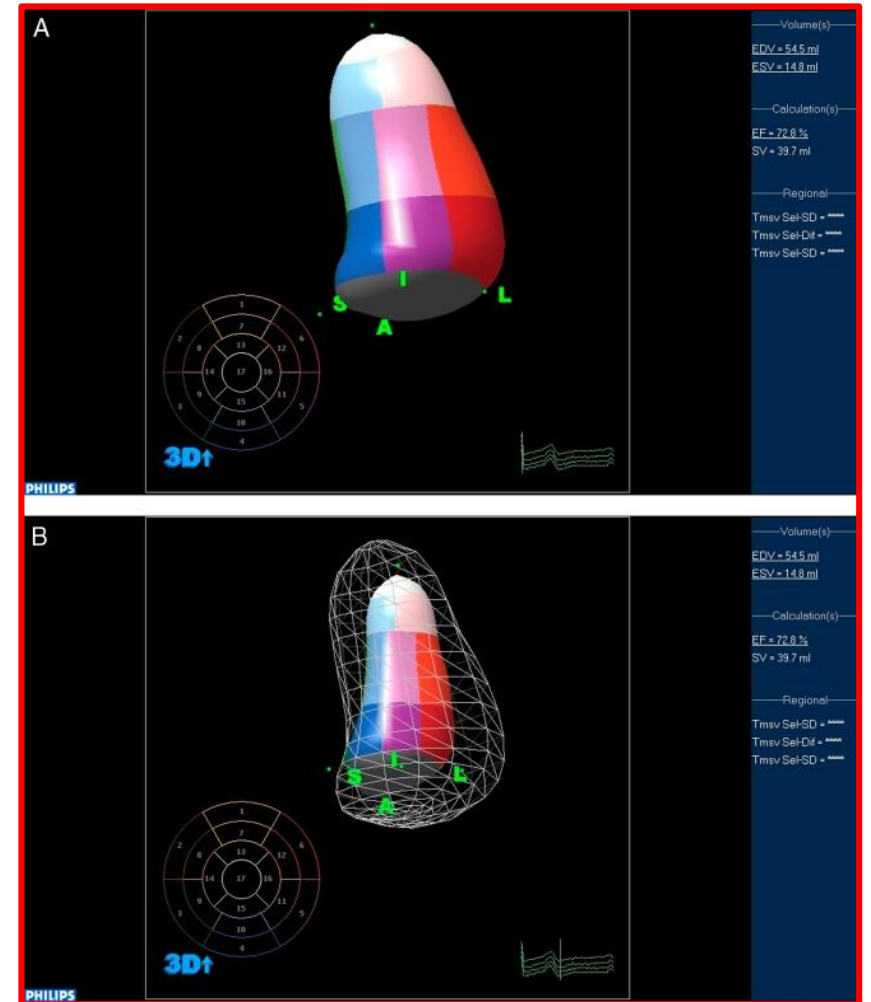 A
Volume(s)
EDV = 54.5 ml
ESV = 14.8 ml
Calculation(s)
EF = 72.8 %
SV = 39.7 ml
Regional
Tmsv Sel-SD = ****
Tmsv Sel-Dif = ****
Tmsv Sel-SD = ****
I
S
L
A
1
2
7
6
8
13
12
14
17
16
3
9
15
11
5
10
4
3D↑
PHILIPS
B
Volume(s)
EDV = 54.5 ml
ESV = 14.8 ml
Calculation(s)
EF = 72.8 %
SV = 39.7 ml
Regional
Tmsv Sel-SD = ****
Tmsv Sel-Dif = ****
Tmsv Sel-SD = ****
I
S
L
A
1
2
7
6
8
13
12
14
17
16
3
9
15
11
5
10
4
3D↑
PHILIPS